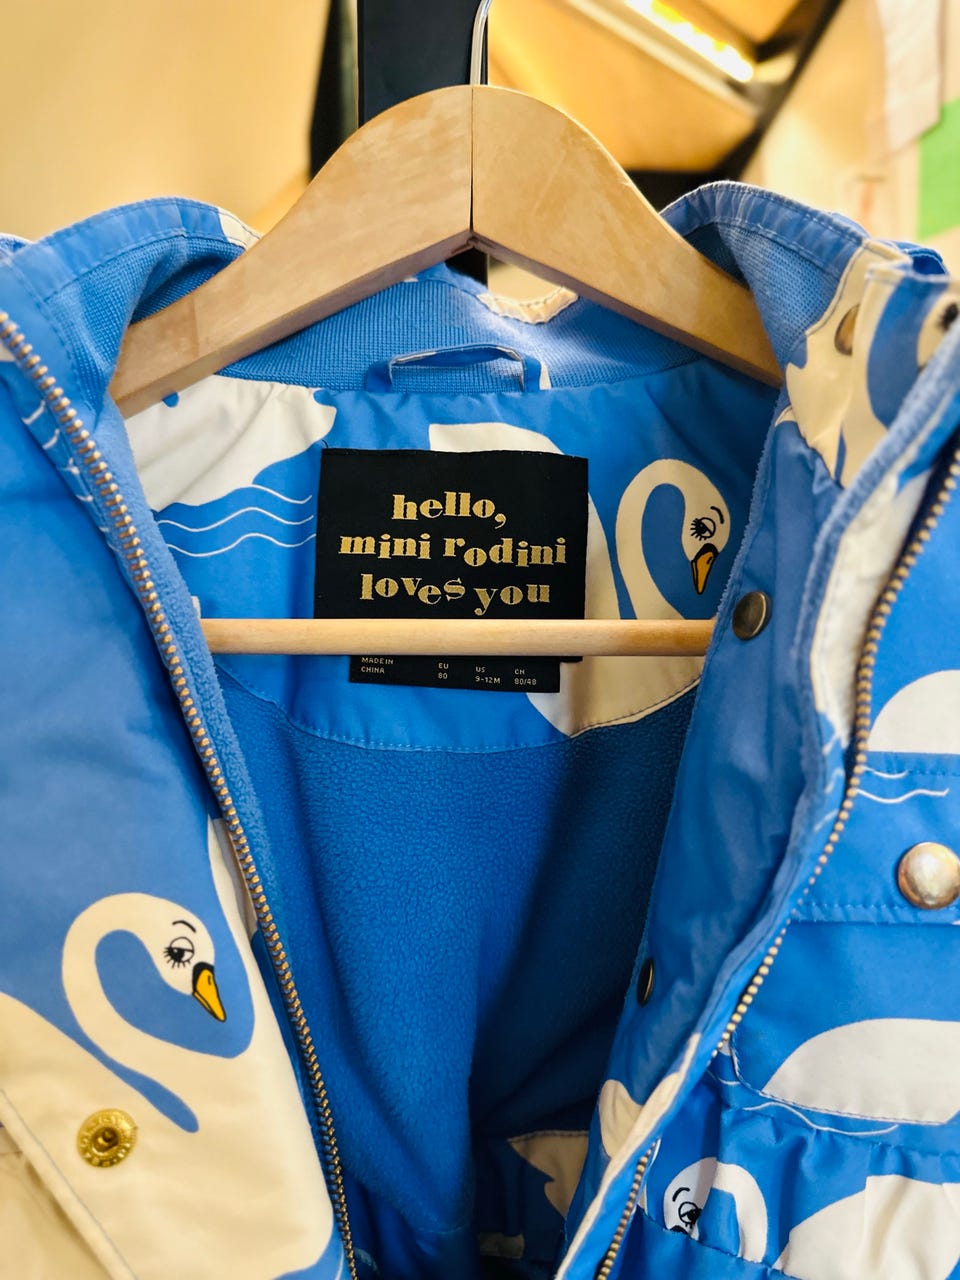 hello,
mini rodini
loves you
MADE IN EU US CN
CHINA 80 9-12M 80/48